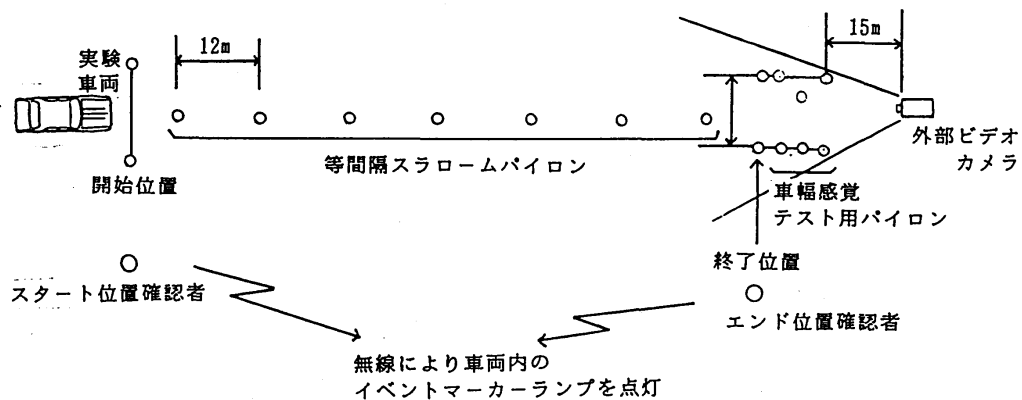 実験
車両
12m
15m
開始位置
等間隔スラロームパイロン
外部ビデオ
カメラ
車幅感覚
テスト用パイロン
終了位置
スタート位置確認者
エンド位置確認者
無線により車両内の
イベントマーカーランプを点灯